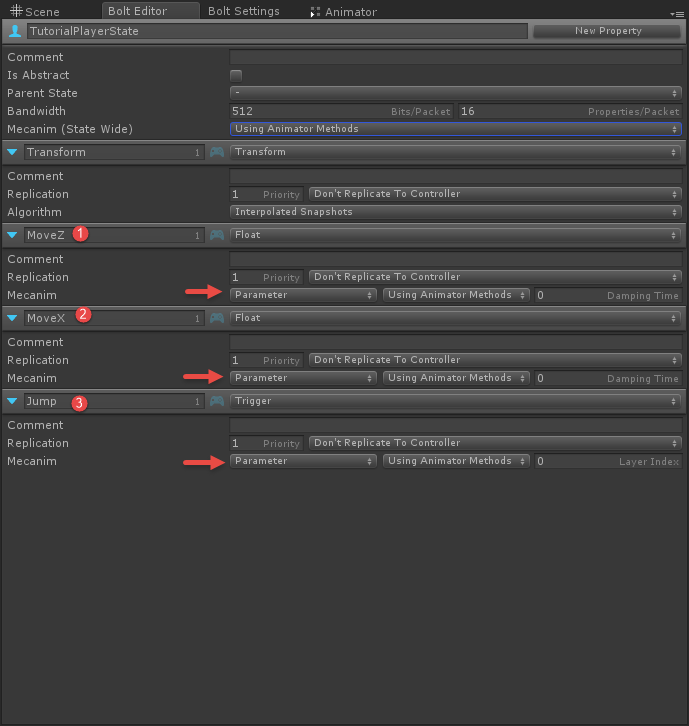 Scene Bolt Editor Bolt Settings Animator
TutorialPlayerState New Property
Comment
Is Abstract
Parent State -
Bandwidth 512 Bits/Packet 16 Properties/Packet
Mecanim (State Wide) Using Animator Methods
Transform 1 Transform
Comment
Replication 1 Priority Don't Replicate To Controller
Algorithm Interpolated Snapshots
MoveZ 1 1 Float
Comment
Replication 1 Priority Don't Replicate To Controller
Mecanim Parameter Using Animator Methods 0 Damping Time
MoveX 2 1 Float
Comment
Replication 1 Priority Don't Replicate To Controller
Mecanim Parameter Using Animator Methods 0 Damping Time
Jump 3 1 Trigger
Comment
Replication 1 Priority Don't Replicate To Controller
Mecanim Parameter Using Animator Methods 0 Layer Index